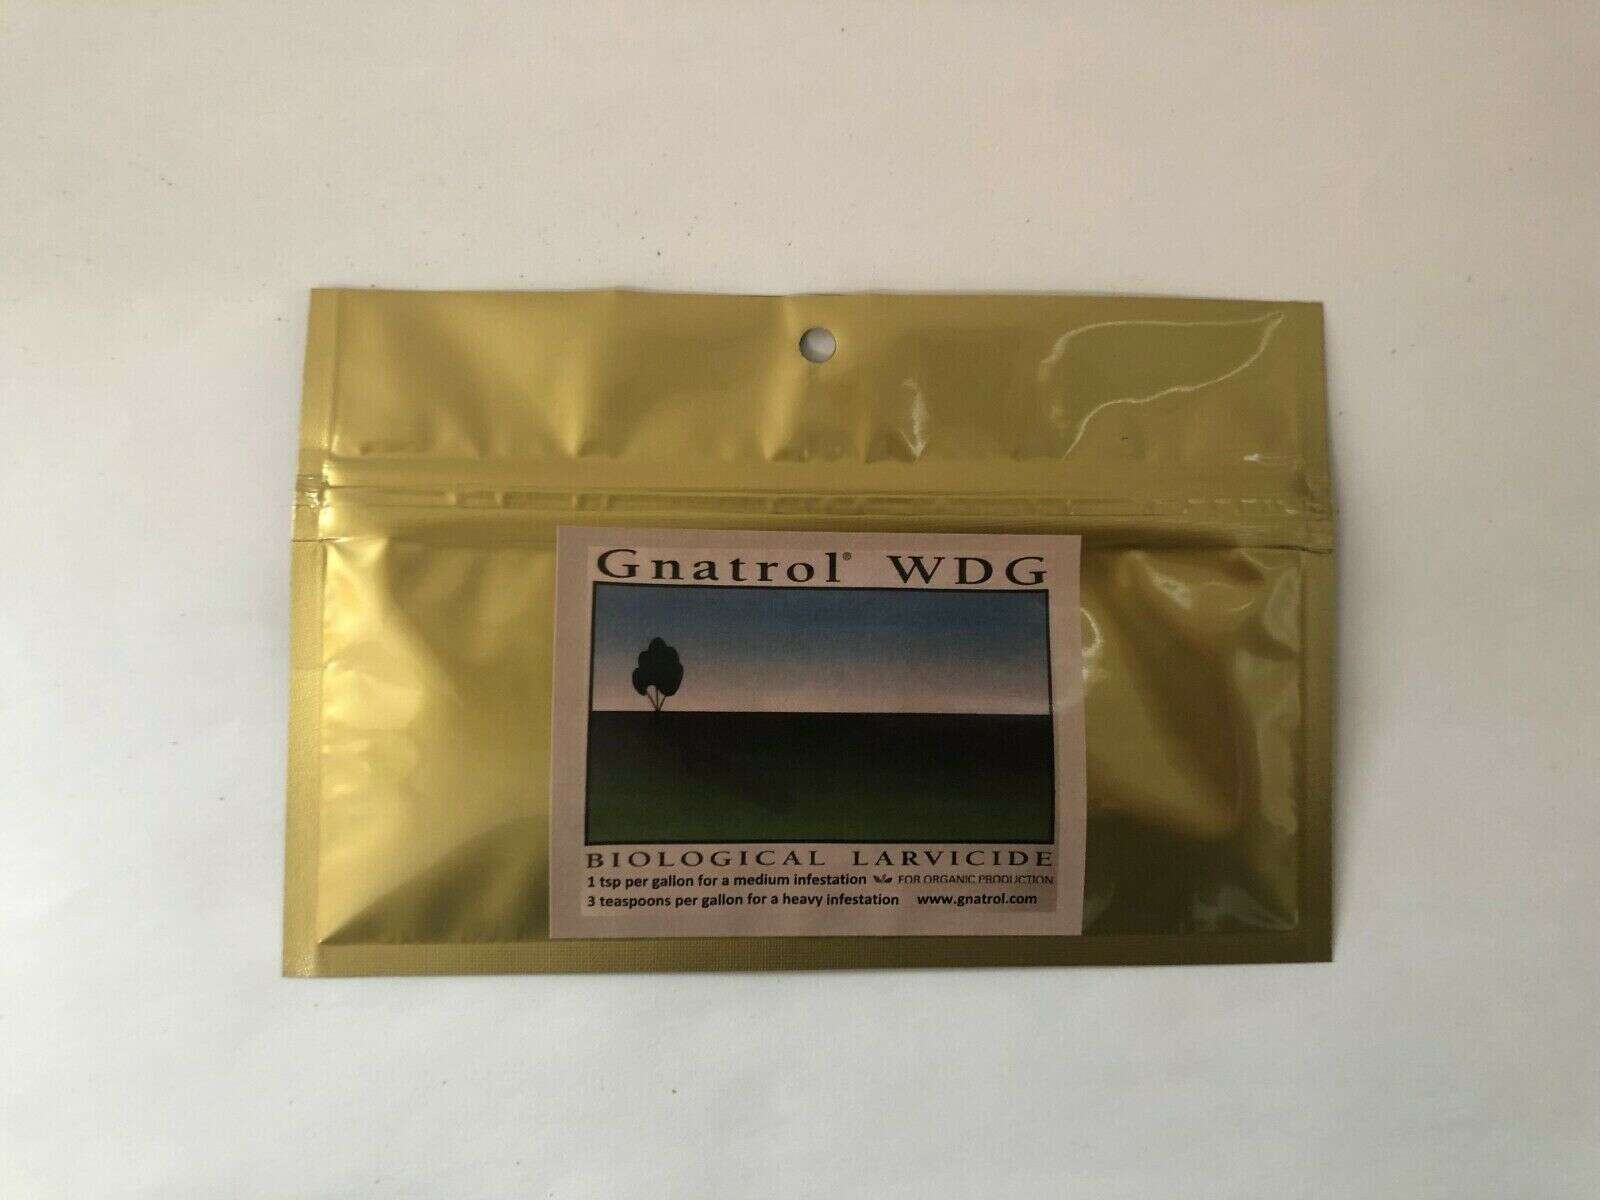 Gnatrol® WDG
BIOLOGICAL LARVICIDE
1 tsp per gallon for a medium infestation FOR ORGANIC PRODUCTION
3 teaspoons per gallon for a heavy infestation www.gnatrol.com